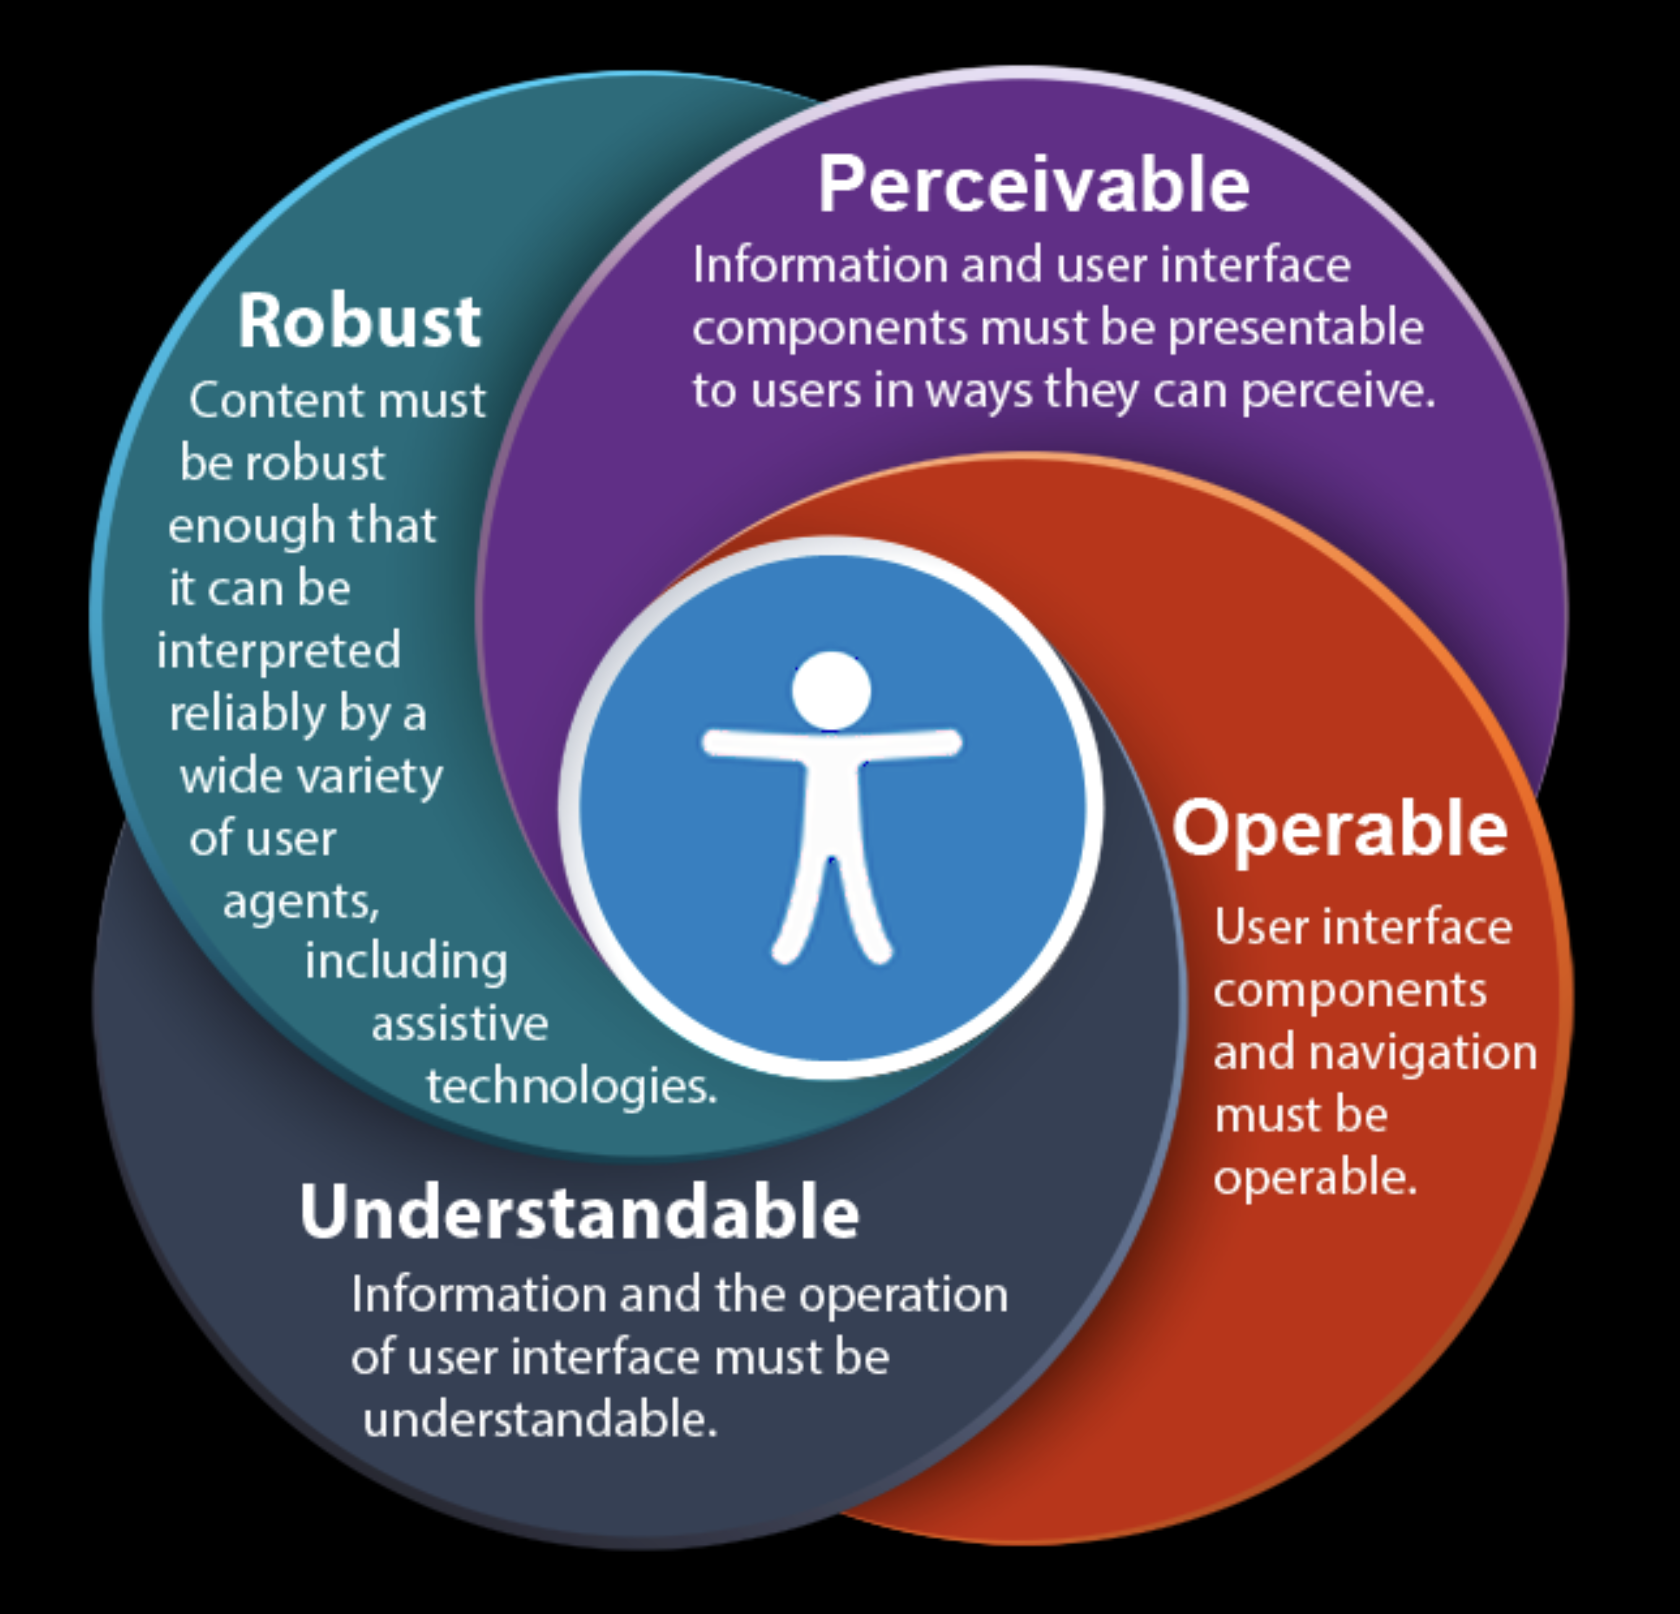 Perceivable
Information and user interface
components must be presentable
to users in ways they can perceive.
Operable
User interface
components
and navigation
must be
operable.
Understandable
Information and the operation
of user interface must be
understandable.
Robust
Content must
be robust
enough that
it can be
interpreted
reliably by a
wide variety
of user
agents,
including
assistive
technologies.